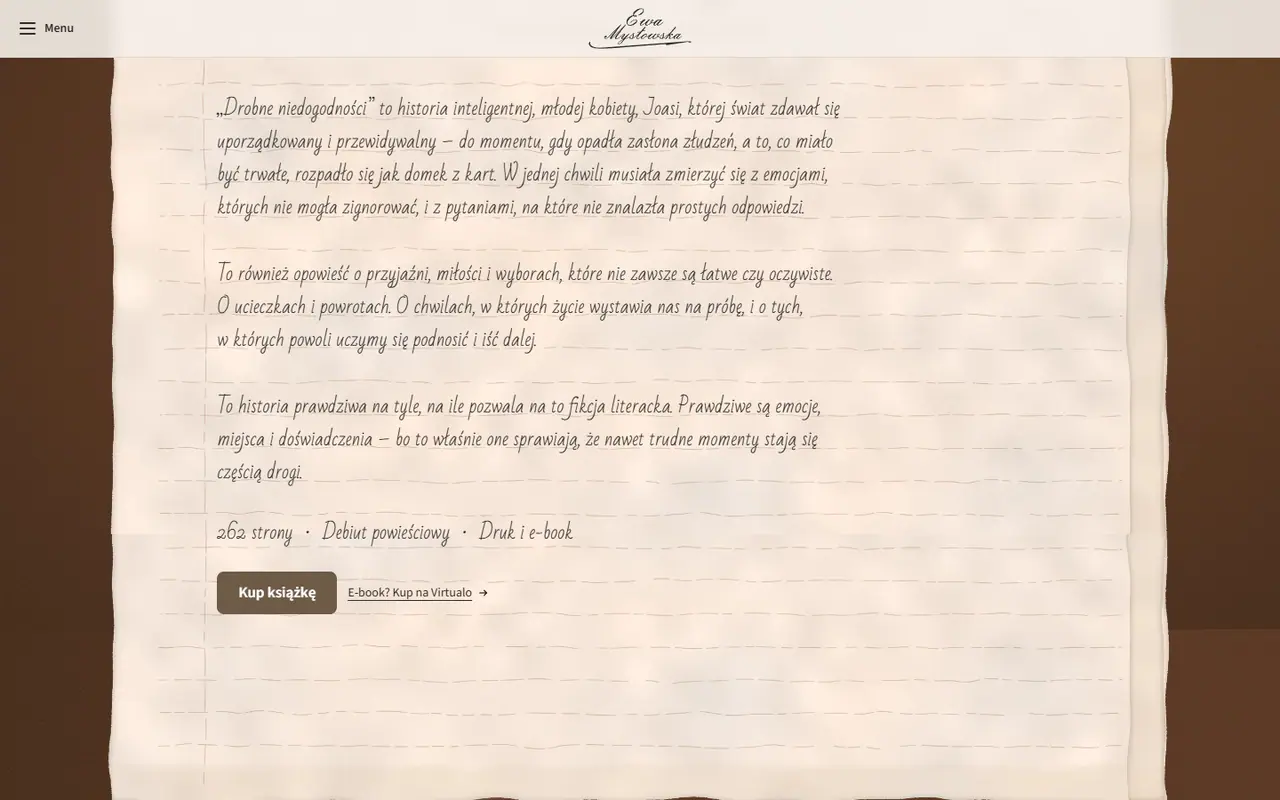 Menu
Ewa
Mysłowska
„Drobne niedogodności” to historia inteligentnej, młodej kobiety, Joasi, której świat zdawał się
uporządkowany i przewidywalny – do momentu, gdy opadła zasłona złudzeń, a to, co miało
być trwałe, rozpadło się jak domek z kart. W jednej chwili musiała zmierzyć się z emocjami,
których nie mogła zignorować, i z pytaniami, na które nie znalazła prostych odpowiedzi.
To również opowieść o przyjaźni, miłości i wyborach, które nie zawsze są łatwe czy oczywiste.
O ucieczkach i powrotach. O chwilach, w których życie wystawia nas na próbę, i o tych,
w których powoli uczymy się podnosić i iść dalej.
To historia prawdziwa na tyle, na ile pozwala na to fikcja literacka. Prawdziwe są emocje,
miejsca i doświadczenia – bo to właśnie one sprawiają, że nawet trudne momenty stają się
częścią drogi.
262 strony · Debiut powieściowy · Druk i e-book
Kup książkę
E-book? Kup na Virtualo →